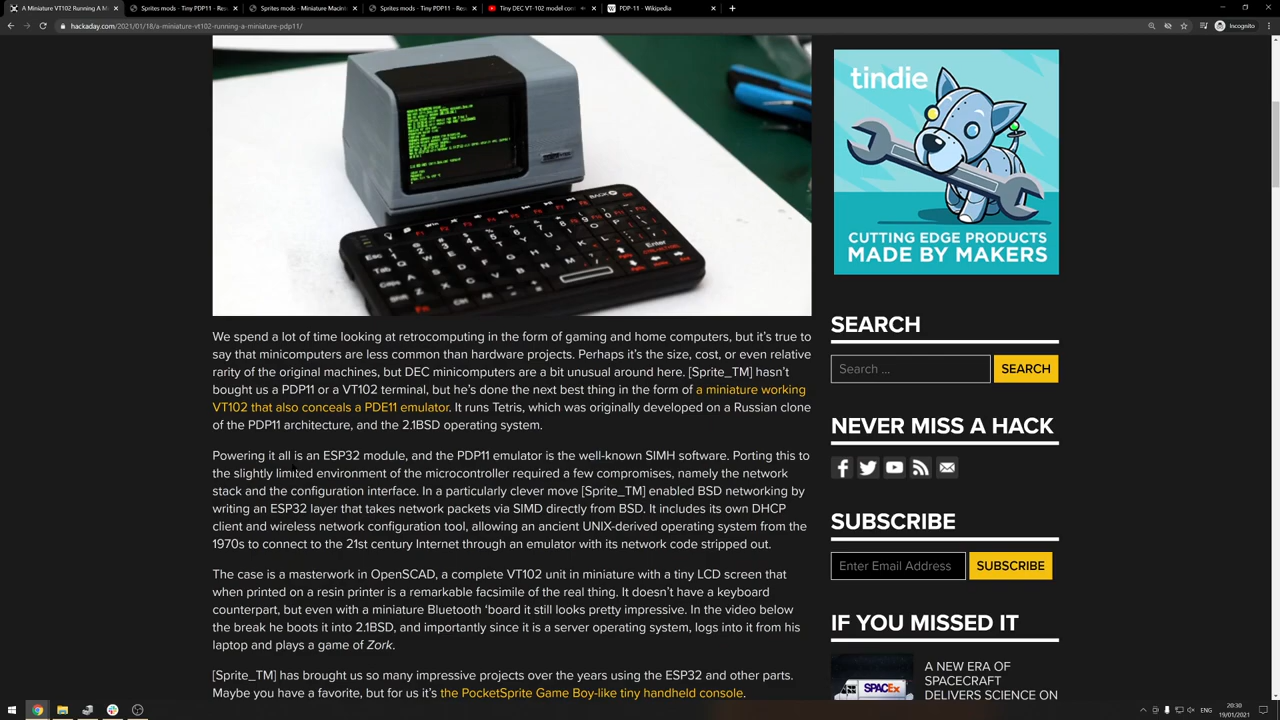 A Miniature VT102 Running A M
Sprites mods - Tiny PDP11 - Re
Sprites mods - Miniature Macint
Sprites mods - Tiny PDP11 - Re
Tiny DEC VT-102 model con
PDP-11 - Wikipedia
hackaday.com/2021/01/18/a-miniature-vt102-running-a-miniature-pdp11/
Incognito
tindie
CUTTING EDGE PRODUCTS
MADE BY MAKERS
We spend a lot of time looking at retrocomputing in the form of gaming and home computers, but it's true to
say that minicomputers are less common than hardware projects. Perhaps it's the size, cost, or even relative
rarity of the original machines, but DEC minicomputers are a bit unusual around here. [Sprite_TM] hasn't
bought us a PDP11 or a VT102 terminal, but he's done the next best thing in the form of a miniature working
VT102 that also conceals a PDE11 emulator. It runs Tetris, which was originally developed on a Russian clone
of the PDP11 architecture, and the 2.1BSD operating system.
Powering it all is an ESP32 module, and the PDP11 emulator is the well-known SIMH software. Porting this to
the slightly limited environment of the microcontroller required a few compromises, namely the network
stack and the configuration interface. In a particularly clever move [Sprite_TM] enabled BSD networking by
writing an ESP32 layer that takes network packets via SIMD directly from BSD. It includes its own DHCP
client and wireless network configuration tool, allowing an ancient UNIX-derived operating system from the
1970s to connect to the 21st century Internet through an emulator with its network code stripped out.
The case is a masterwork in OpenSCAD, a complete VT102 unit in miniature with a tiny LCD screen that
when printed on a resin printer is a remarkable facsimile of the real thing. It doesn't have a keyboard
counterpart, but even with a miniature Bluetooth 'board it still looks pretty impressive. In the video below
the break he boots it into 2.1BSD, and importantly since it is a server operating system, logs into it from his
laptop and plays a game of Zork.
[Sprite_TM] has brought us so many impressive projects over the years using the ESP32 and other parts.
Maybe you have a favorite, but for us it's the PocketSprite Game Boy-like tiny handheld console.
SEARCH
Search ...
SEARCH
NEVER MISS A HACK
SUBSCRIBE
Enter Email Address
SUBSCRIBE
IF YOU MISSED IT
SPACEX
A NEW ERA OF
SPACECRAFT
DELIVERS SCIENCE ON
ENG
20:30
19/01/2021